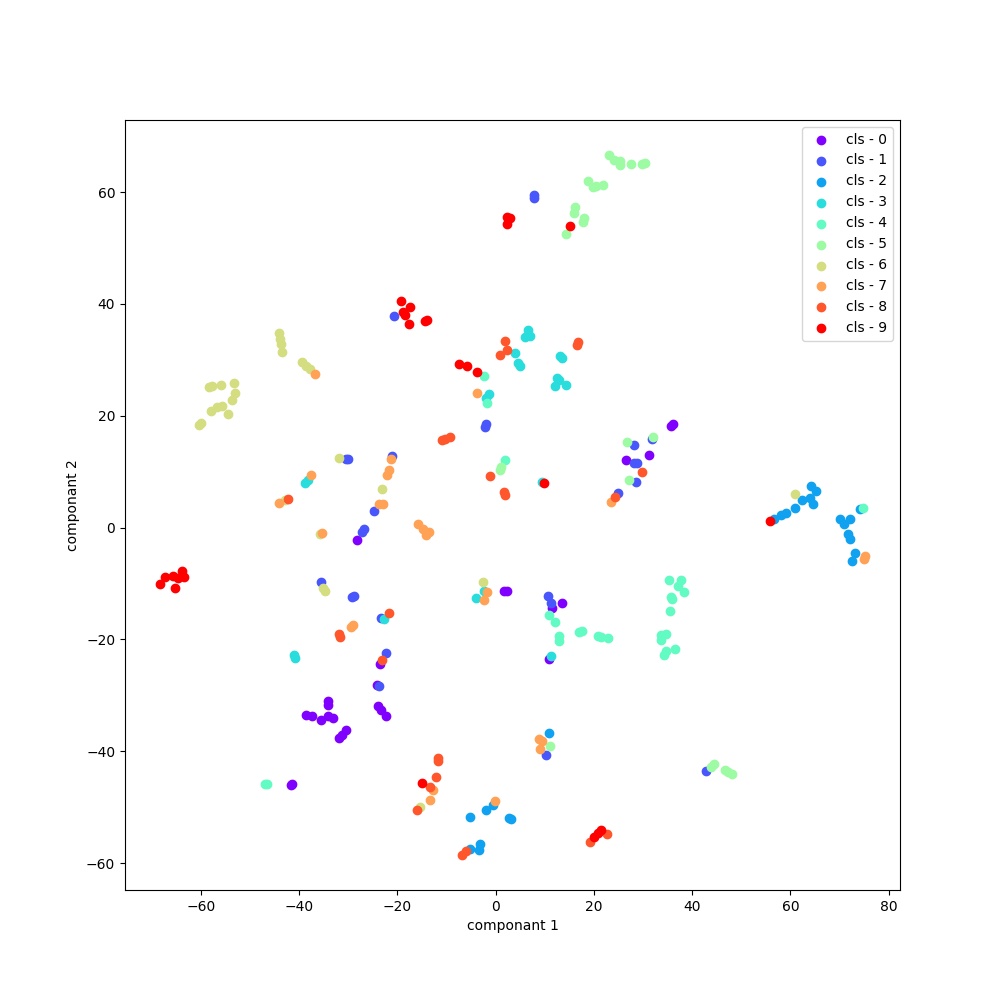 cls - 0
cls - 1
cls - 2
cls - 3
cls - 4
cls - 5
cls - 6
cls - 7
cls - 8
cls - 9
60
40
20
0
−20
−40
−60
componant 2
−60
−40
−20
0
20
40
60
80
componant 1